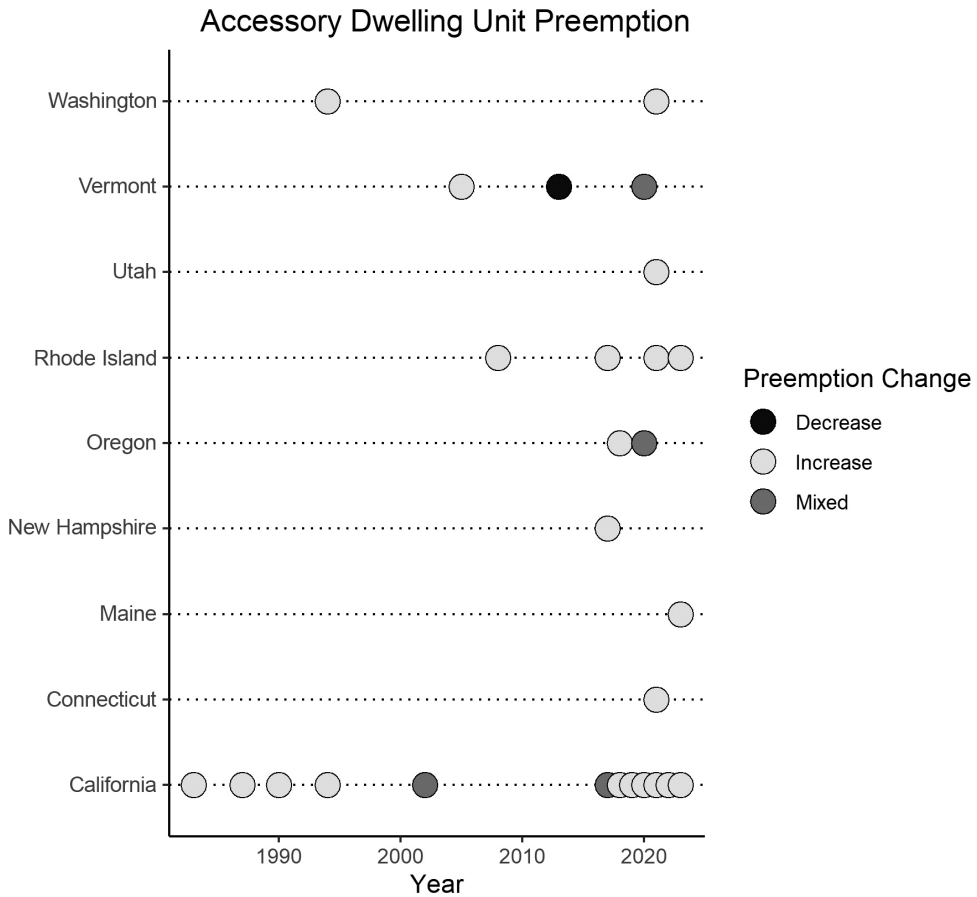 Accessory Dwelling Unit Preemption
Washington
Vermont
Utah
Rhode Island
Oregon
New Hampshire
Maine
Connecticut
California
1990 2000 2010 2020
Year
Preemption Change
Decrease
Increase
Mixed